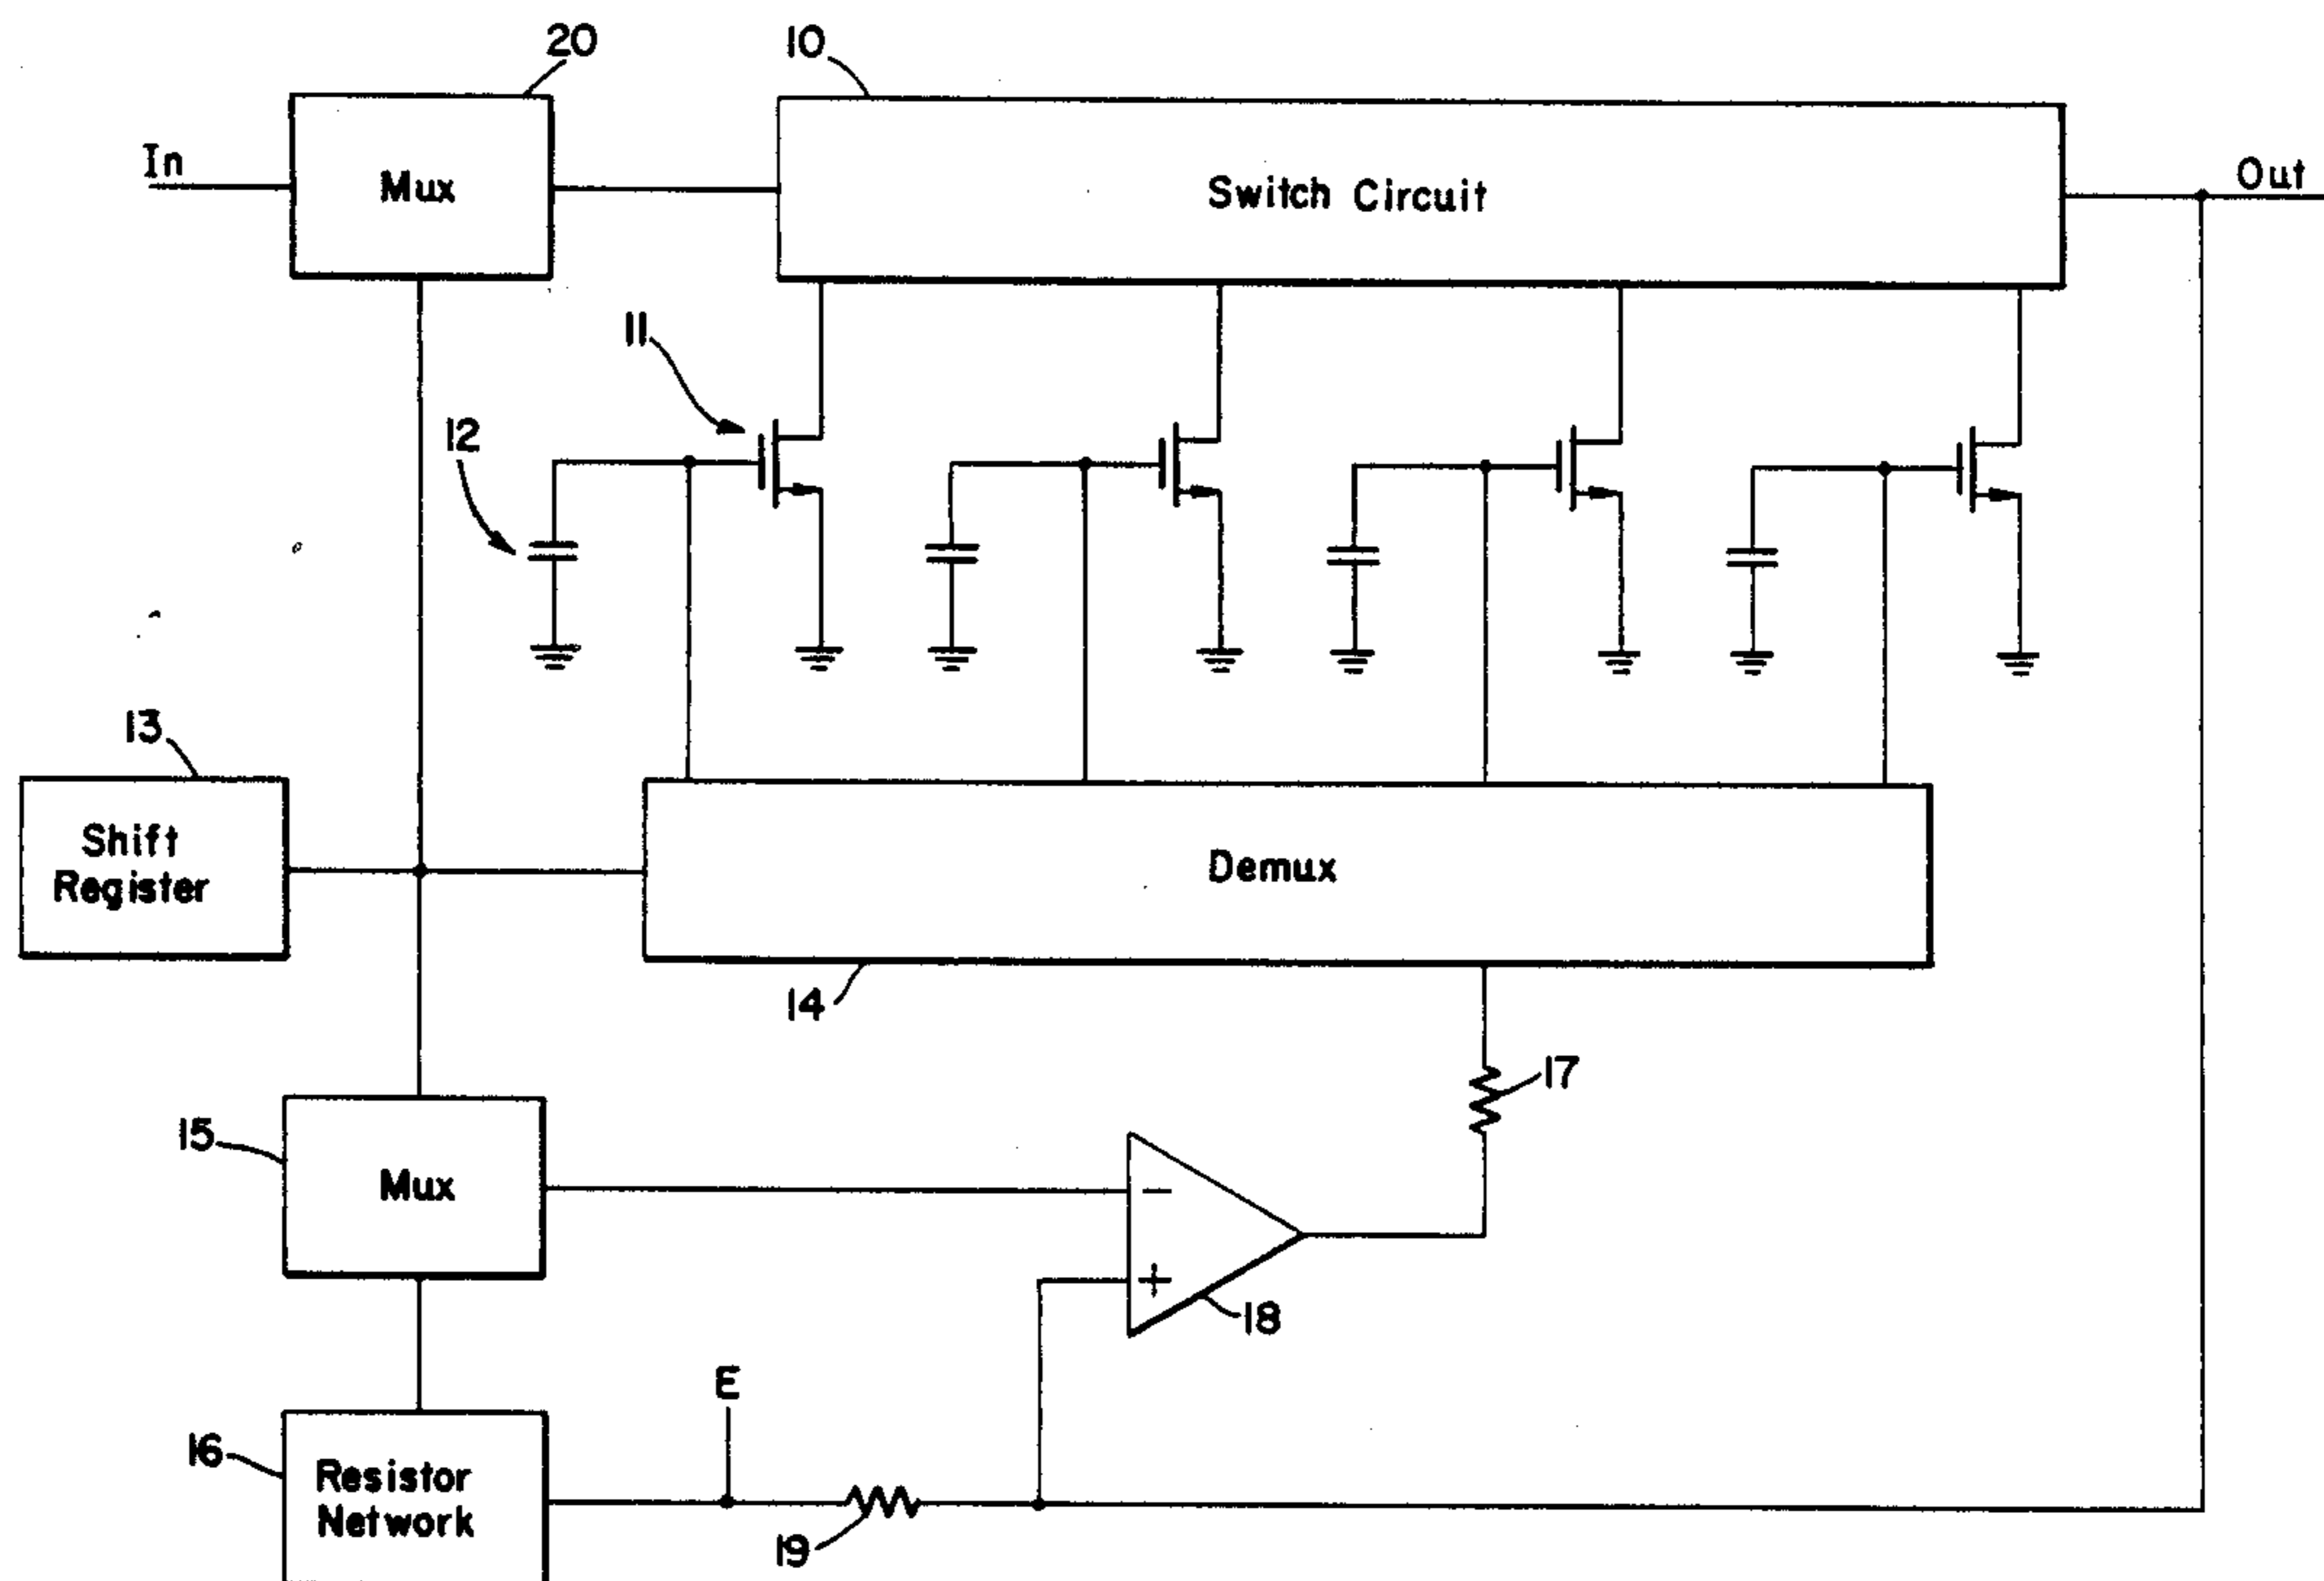 20
10
In
Mux
Switch Circuit
Out
11
12
13
Shift
Register
Demux
14
17
15
Mux
−
+
18
E
16
Resistor
Network
19